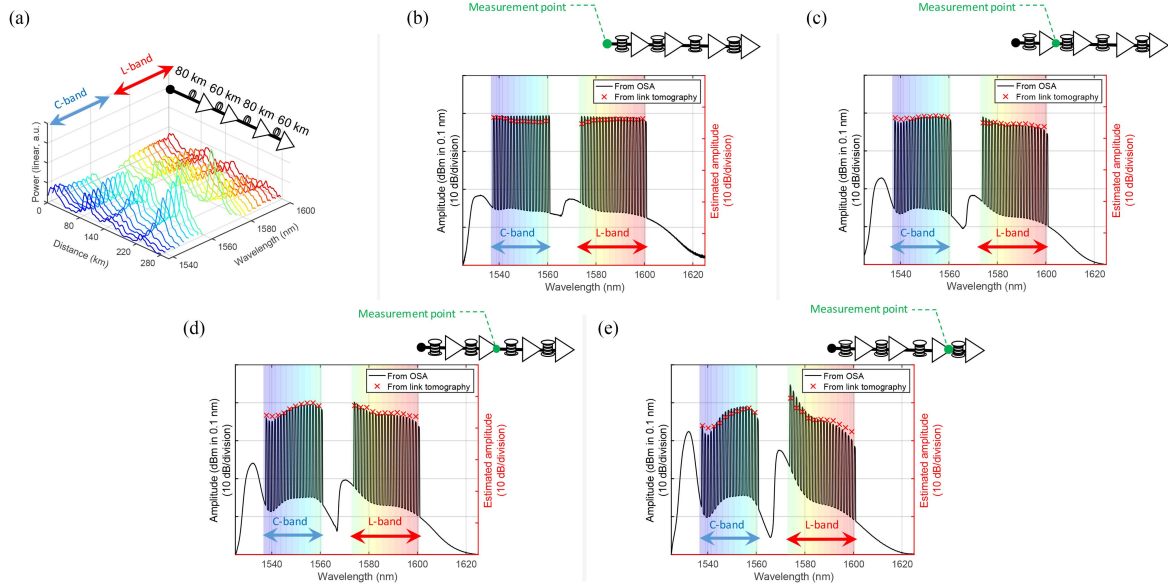 (a)
C-band
L-band
80 km 60 km 80 km 60 km
Power (linear, a.u.)
0
80
140
220
280
Distance (km)
1540
1560
1580
1600
Wavelength (nm)
(b)
Measurement point
From OSA
From link tomography
Amplitude (dBm in 0.1 nm)
(10 dB/division)
Estimated amplitude
(10 dB/division)
C-band
L-band
1540 1560 1580 1600 1620
Wavelength (nm)
(c)
Measurement point
From OSA
From link tomography
Amplitude (dBm in 0.1 nm)
(10 dB/division)
Estimated amplitude
(10 dB/division)
C-band
L-band
1540 1560 1580 1600 1620
Wavelength (nm)
(d)
Measurement point
From OSA
From link tomography
Amplitude (dBm in 0.1 nm)
(10 dB/division)
Estimated amplitude
(10 dB/division)
C-band
L-band
1540 1560 1580 1600 1620
Wavelength (nm)
(e)
Measurement point
From OSA
From link tomography
Amplitude (dBm in 0.1 nm)
(10 dB/division)
Estimated amplitude
(10 dB/division)
C-band
L-band
1540 1560 1580 1600 1620
Wavelength (nm)